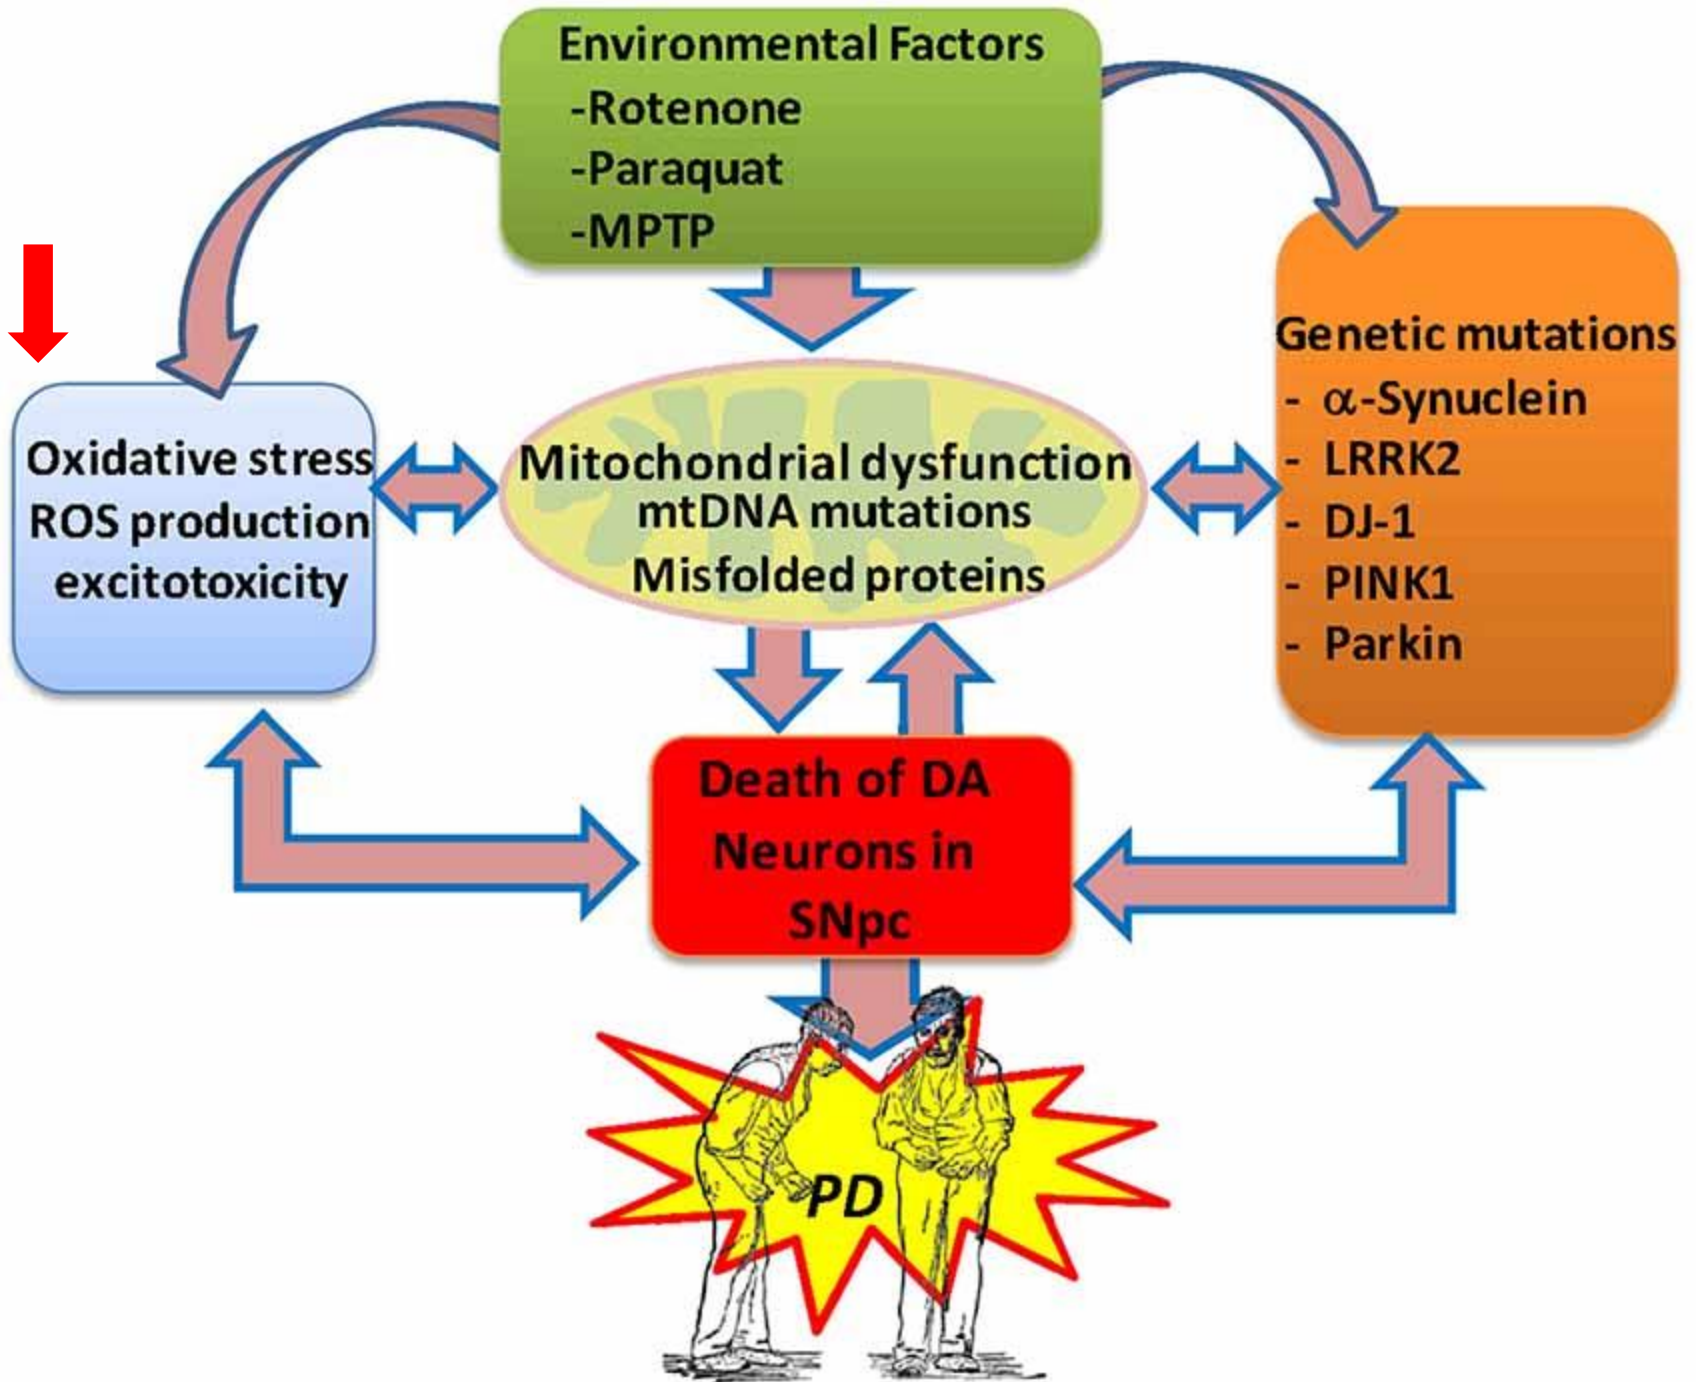 Environmental Factors
-Rotenone
-Paraquat
-MPTP
Oxidative stress
ROS production
excitotoxicity
Mitochondrial dysfunction
mtDNA mutations
Misfolded proteins
Genetic mutations
- α-Synuclein
- LRRK2
- DJ-1
- PINK1
- Parkin
Death of DA
Neurons in
SNpc
PD